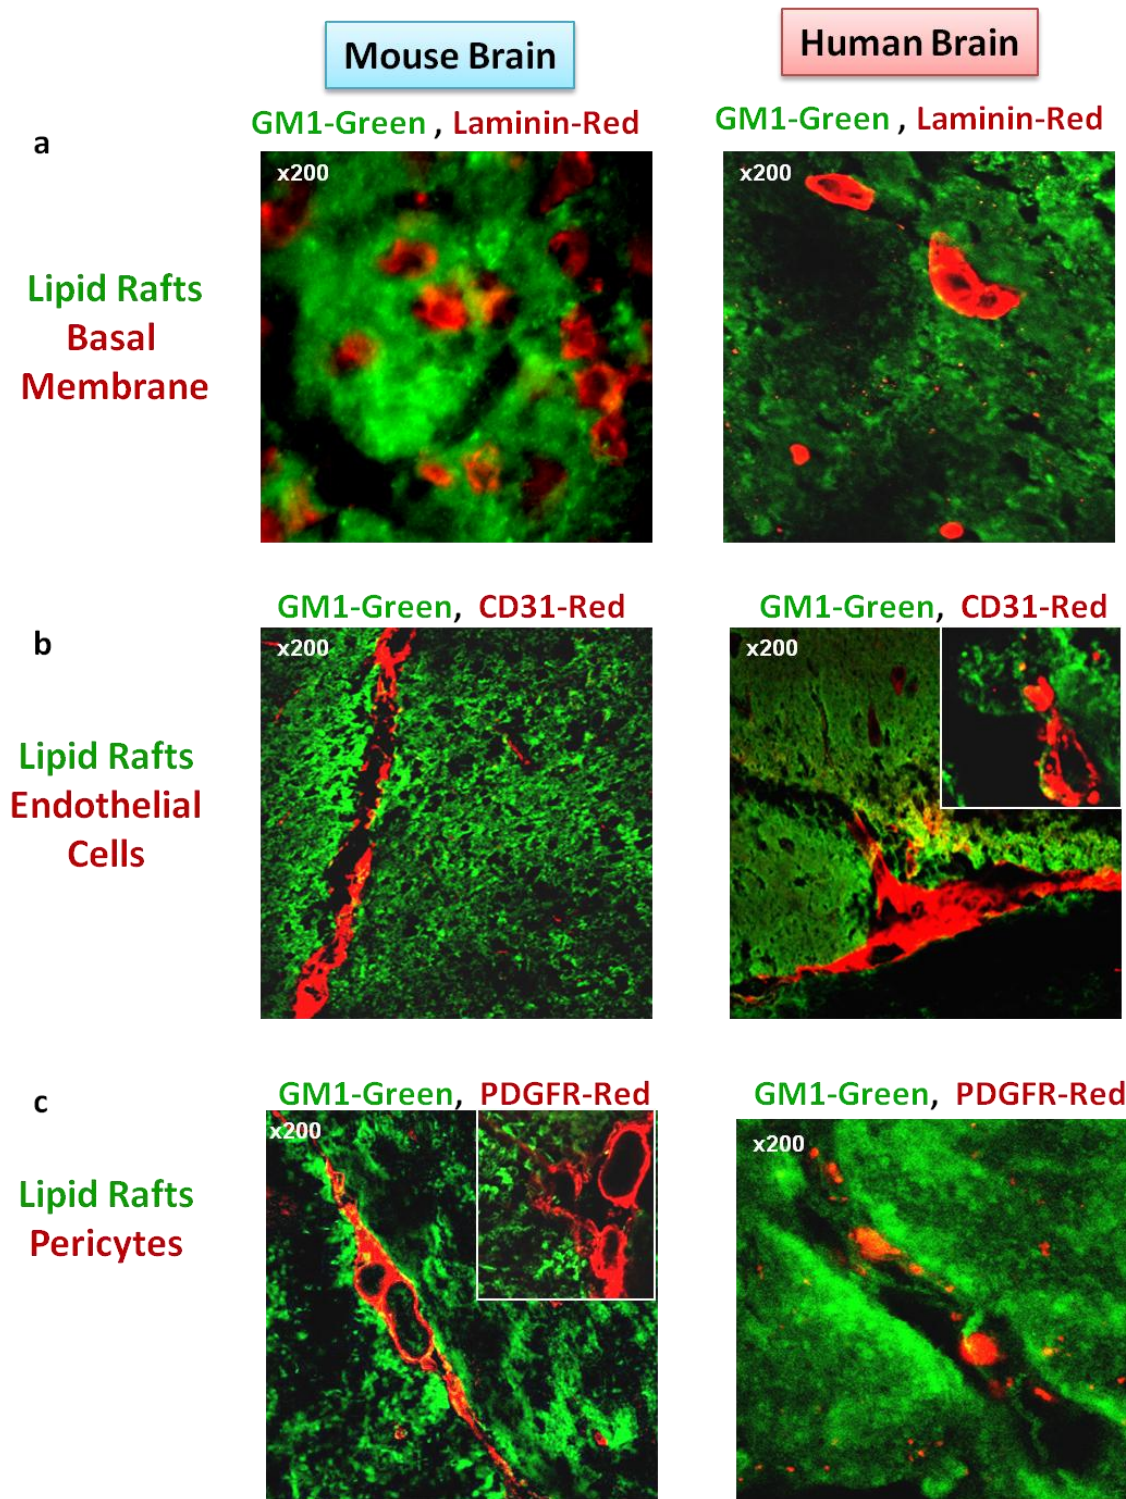 Mouse Brain
Human Brain
a
GM1-Green , Laminin-Red
GM1-Green , Laminin-Red
x200
x200
Lipid Rafts
Basal
Membrane
b
GM1-Green, CD31-Red
GM1-Green, CD31-Red
x200
x200
Lipid Rafts
Endothelial
Cells
c
GM1-Green, PDGFR-Red
GM1-Green, PDGFR-Red
x200
x200
Lipid Rafts
Pericytes